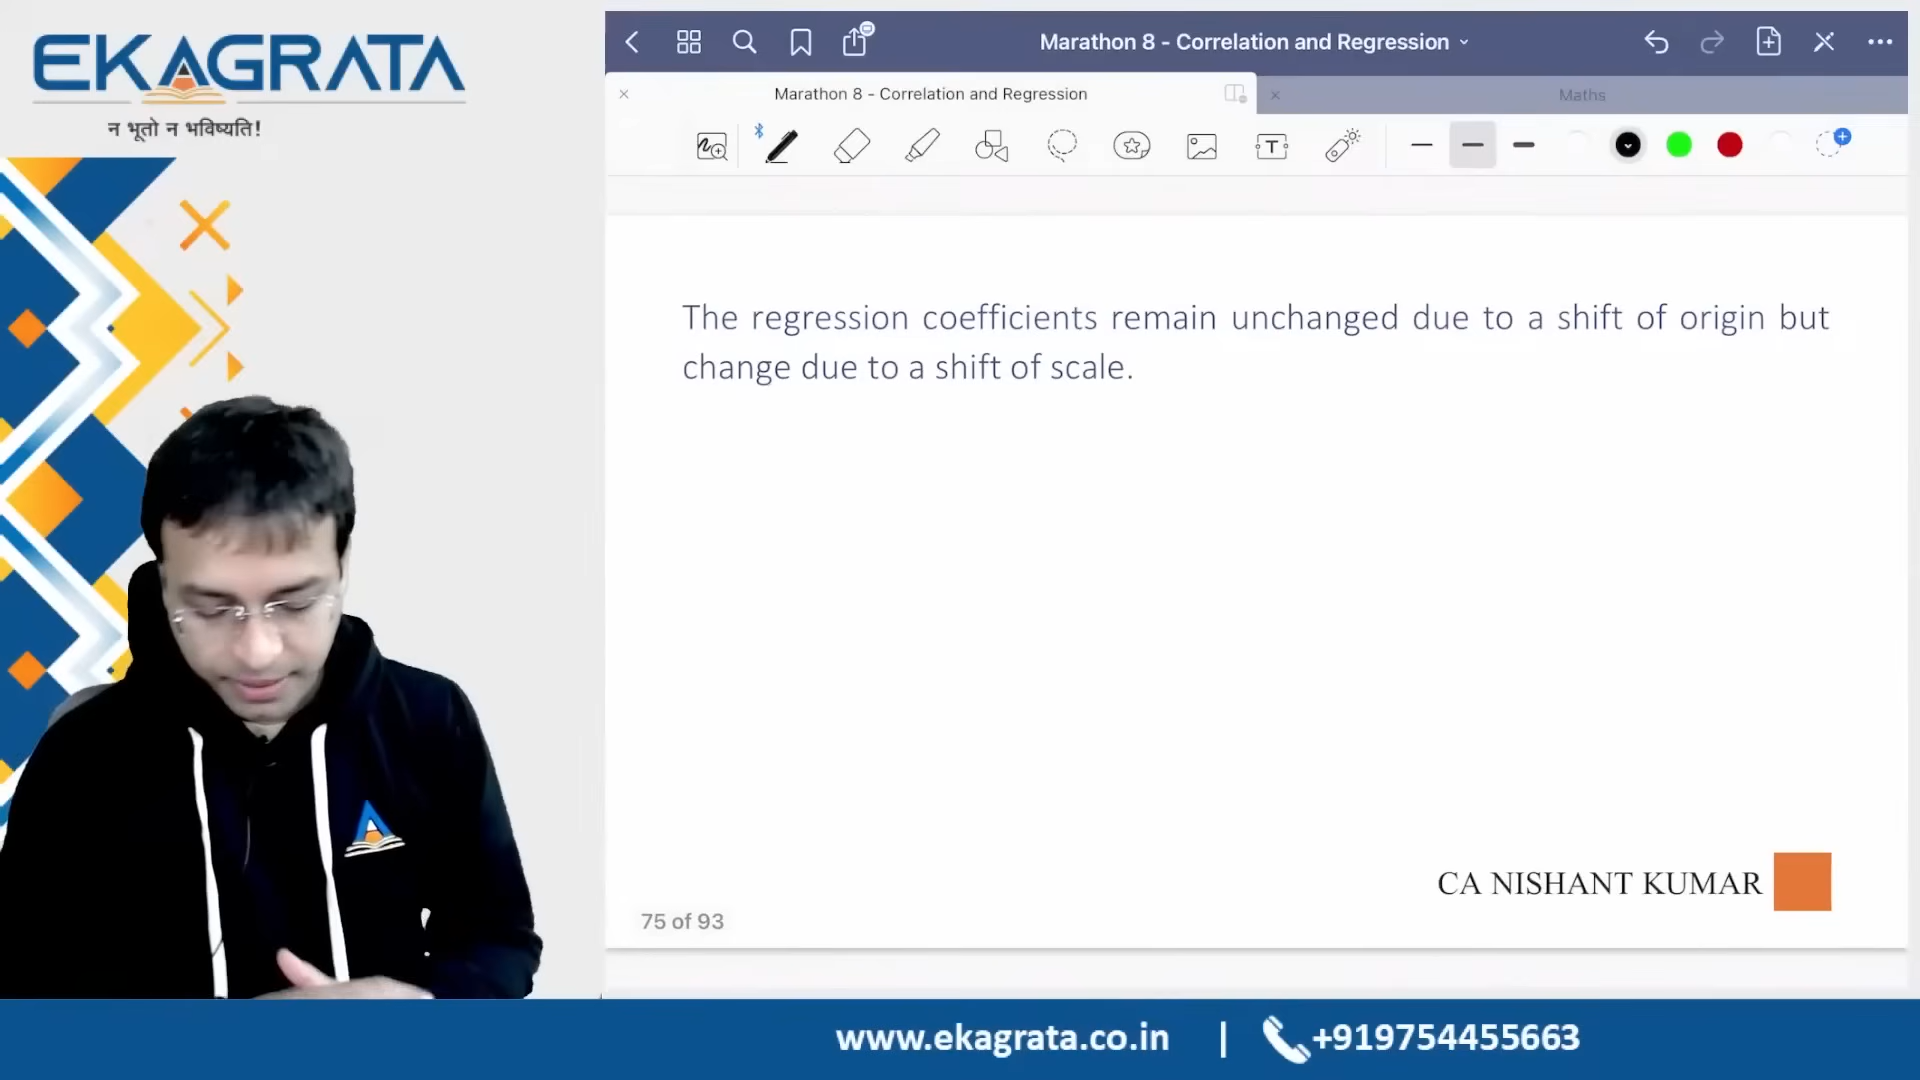 EKAGRATA
न भूतो न भविष्यति!
Marathon 8 - Correlation and Regression
Marathon 8 - Correlation and Regression
Maths
T
The regression coefficients remain unchanged due to a shift of origin but
change due to a shift of scale.
CA NISHANT KUMAR
75 of 93
www.ekagrata.co.in | +919754455663